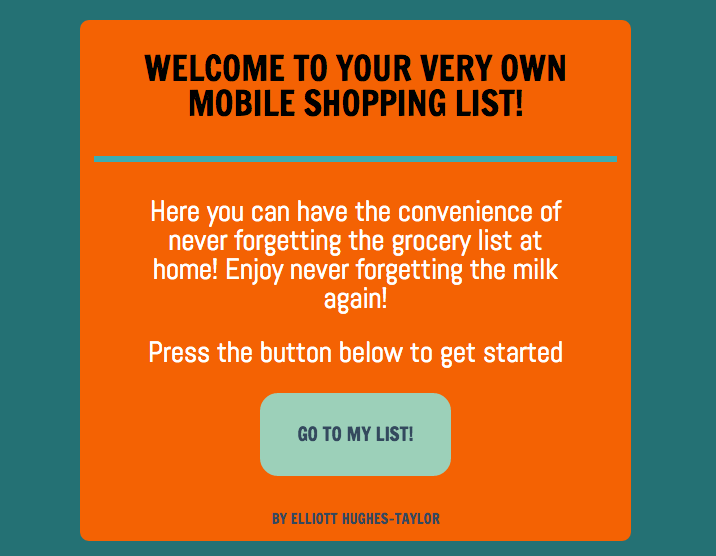 WELCOME TO YOUR VERY OWN
MOBILE SHOPPING LIST!
Here you can have the convenience of
never forgetting the grocery list at
home! Enjoy never forgetting the milk
again!
Press the button below to get started
GO TO MY LIST!
BY ELLIOTT HUGHES-TAYLOR